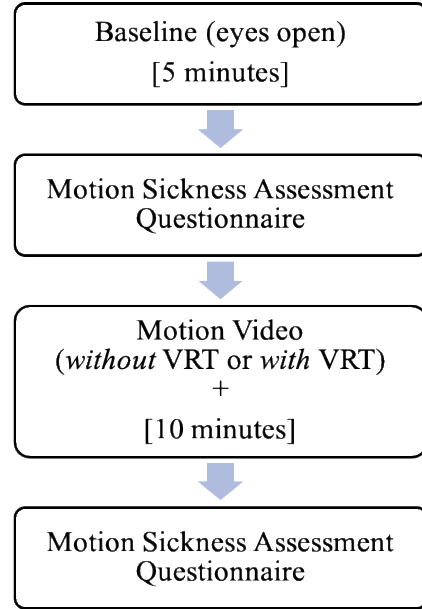 Baseline (eyes open)
[5 minutes]
Motion Sickness Assessment
Questionnaire
Motion Video
(without VRT or with VRT)
+
[10 minutes]
Motion Sickness Assessment
Questionnaire